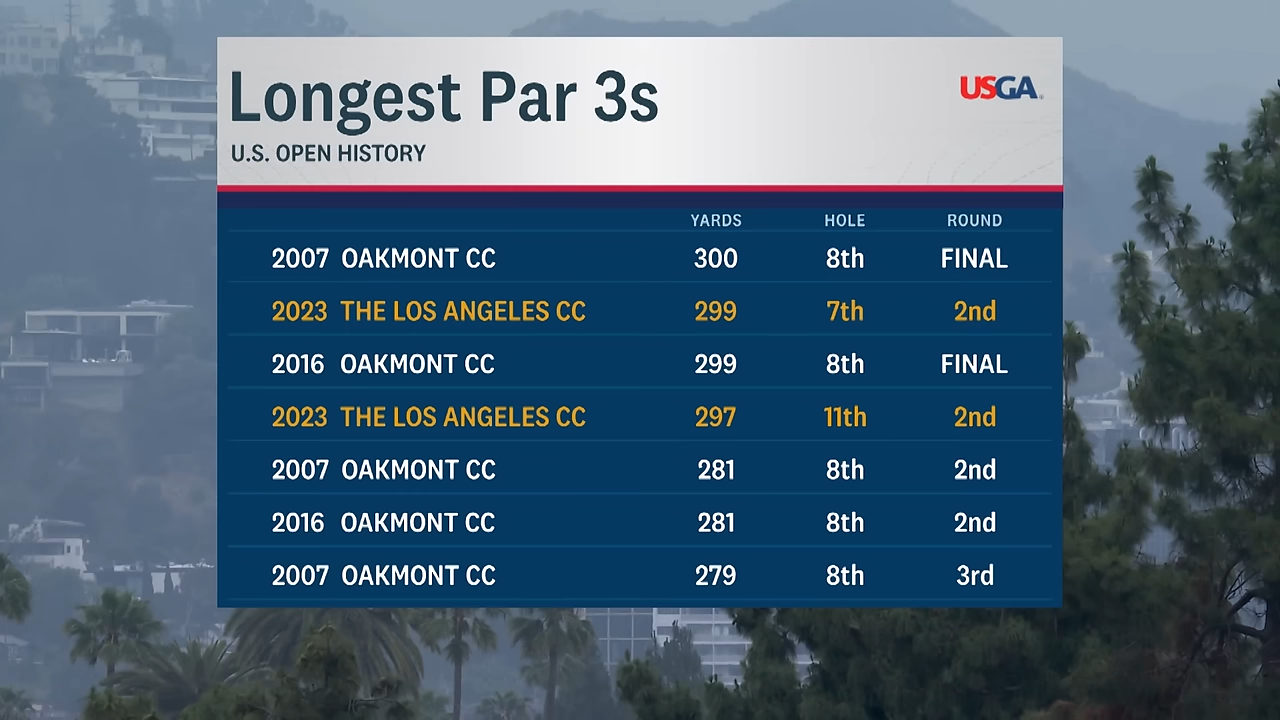 Longest Par 3s
USGA
U.S. OPEN HISTORY
YARDS HOLE ROUND
2007 OAKMONT CC 300 8th FINAL
2023 THE LOS ANGELES CC 299 7th 2nd
2016 OAKMONT CC 299 8th FINAL
2023 THE LOS ANGELES CC 297 11th 2nd
2007 OAKMONT CC 281 8th 2nd
2016 OAKMONT CC 281 8th 2nd
2007 OAKMONT CC 279 8th 3rd